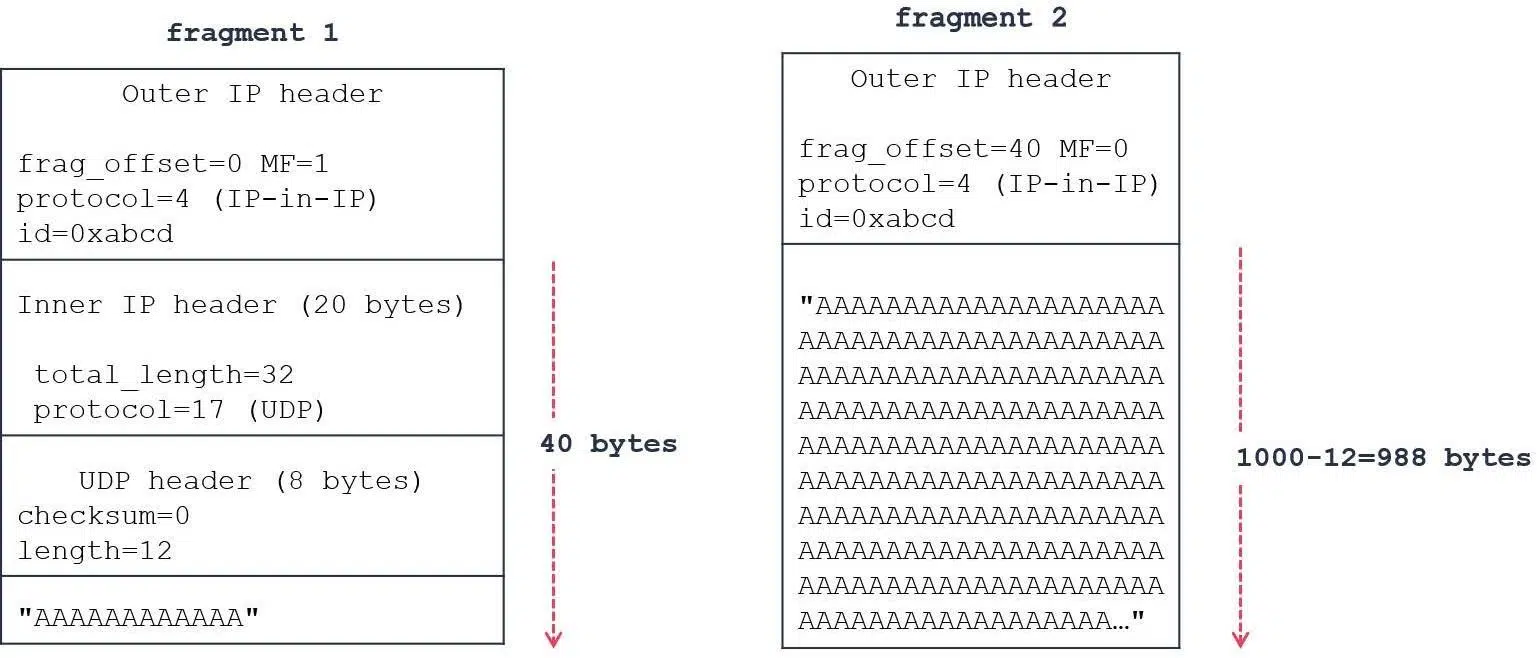 fragment 1
Outer IP header
frag_offset=0 MF=1
protocol=4 (IP-in-IP)
id=0xabcd
Inner IP header (20 bytes)
total_length=32
protocol=17 (UDP)
UDP header (8 bytes)
checksum=0
length=12
"AAAAAAAAAAAA"
40 bytes
fragment 2
Outer IP header
frag_offset=40 MF=0
protocol=4 (IP-in-IP)
id=0xabcd
"AAAAAAAAAAAAAAAAAAAA
AAAAAAAAAAAAAAAAAAAAA
AAAAAAAAAAAAAAAAAAAAA
AAAAAAAAAAAAAAAAAAAAA
AAAAAAAAAAAAAAAAAAAAA
AAAAAAAAAAAAAAAAAAAAA
AAAAAAAAAAAAAAAAAAAAA
AAAAAAAAAAAAAAAAAAAAA
AAAAAAAAAAAAAAAAAAAAA
AAAAAAAAAAAAAAAAAA…"
1000-12=988 bytes